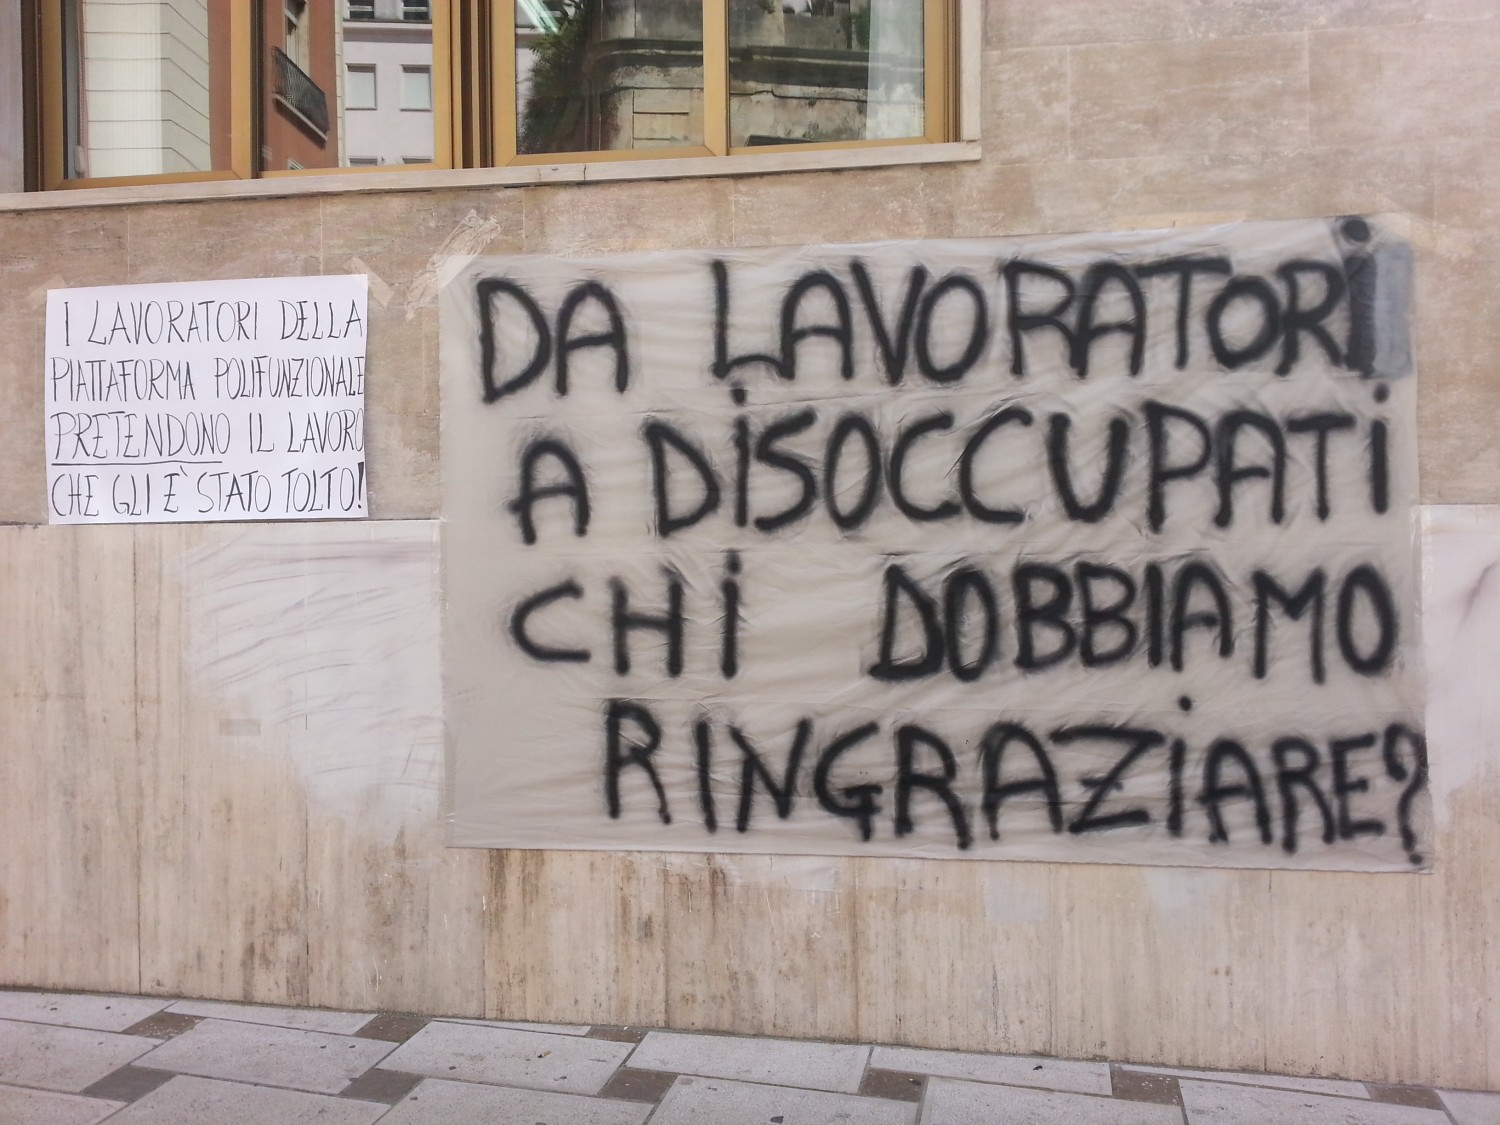 I LAVORATORI DELLA
PIATTAFORMA POLIFUNZIONALE
PRETENDONO IL LAVORO
CHE GLI È STATO TOLTO!
DA LAVORATORi
A DiSOCCUPATi
CHi DOBBIAMO
RINGRAZiARE?